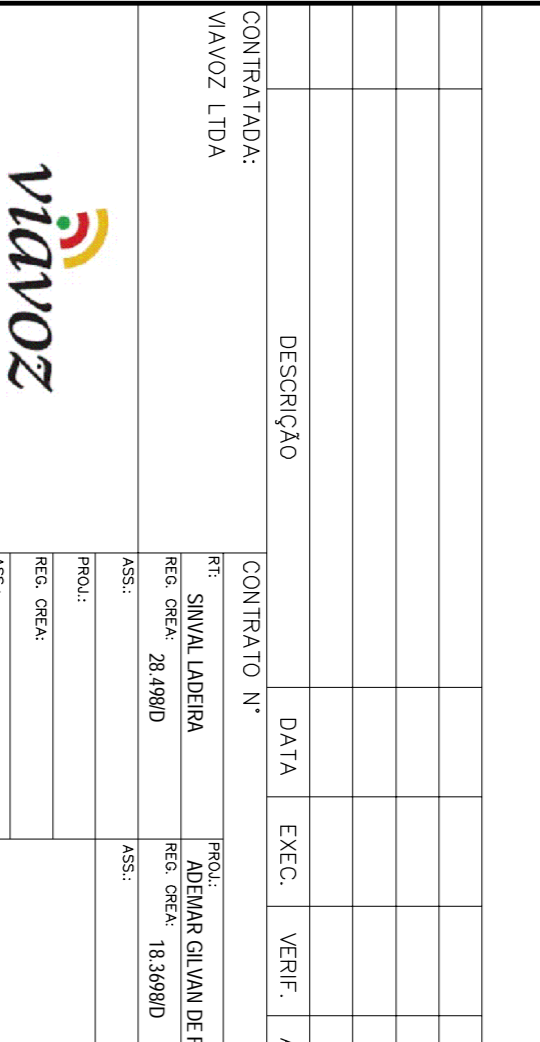 DESCRIÇÃO DATA EXEC. VERIF.
CONTRATADA:
VIAVOZ LTDA
viavoz
CONTRATO N°
RT: SINVAL LADEIRA
REG. CREA: 28.498/D
ASS.:
PROJ.:
REG. CREA:
ASS.:
PROJ.: ADEMAR GILVAN DE
REG. CREA: 18.3698/D
ASS.: